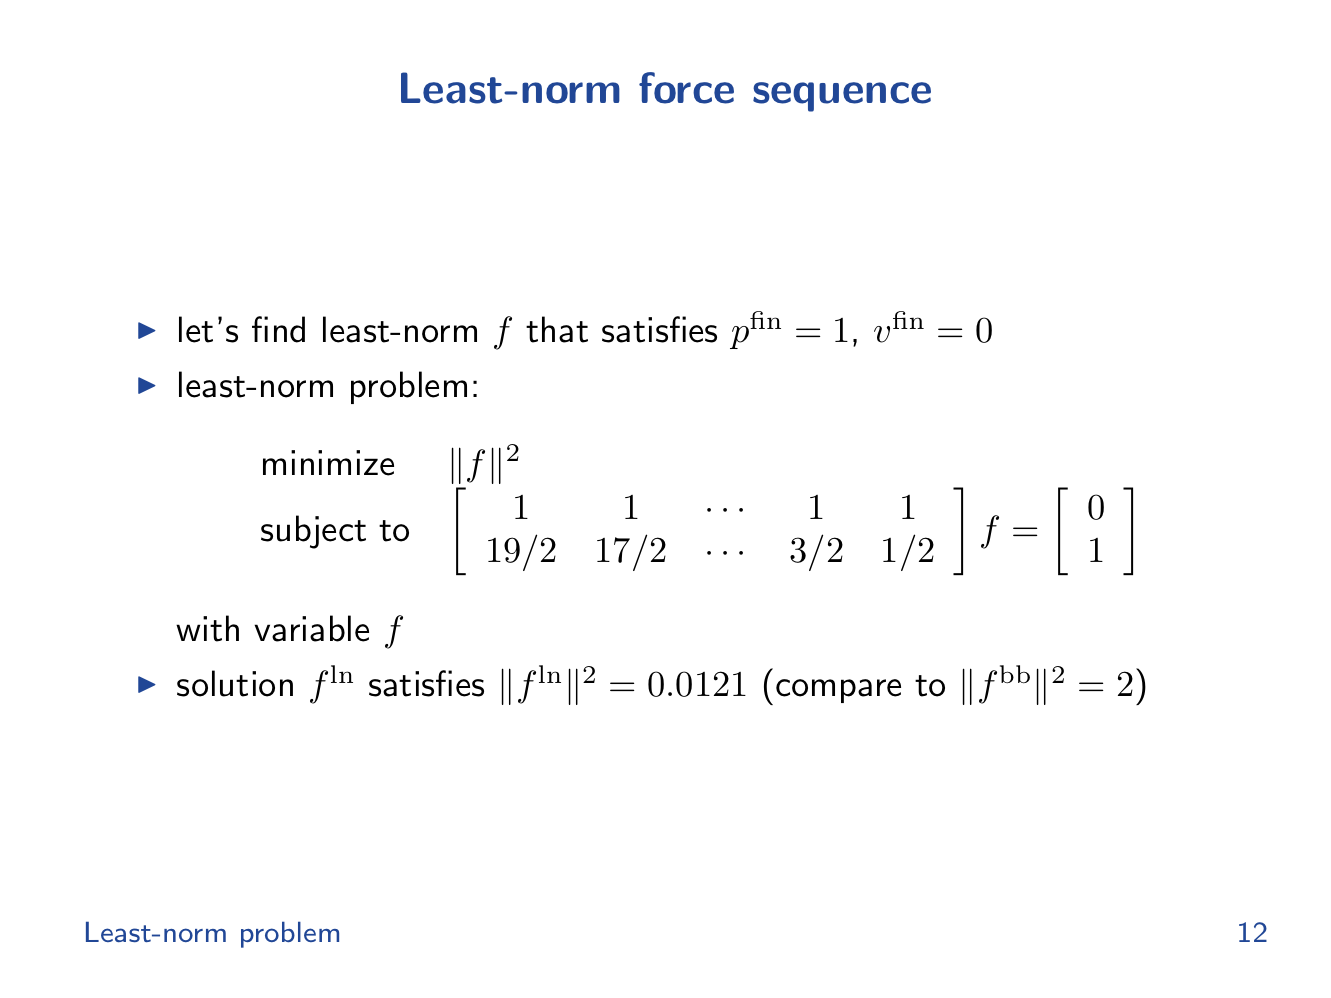 Least-norm force sequence
▶ let's find least-norm f that satisfies p^fin = 1, v^fin = 0
▶ least-norm problem:
minimize ‖f‖²
subject to [ 1 1 ⋯ 1 1 ; 19/2 17/2 ⋯ 3/2 1/2 ] f = [ 0 ; 1 ]
with variable f
▶ solution f^ln satisfies ‖f^ln‖² = 0.0121 (compare to ‖f^bb‖² = 2)
Least-norm problem 12